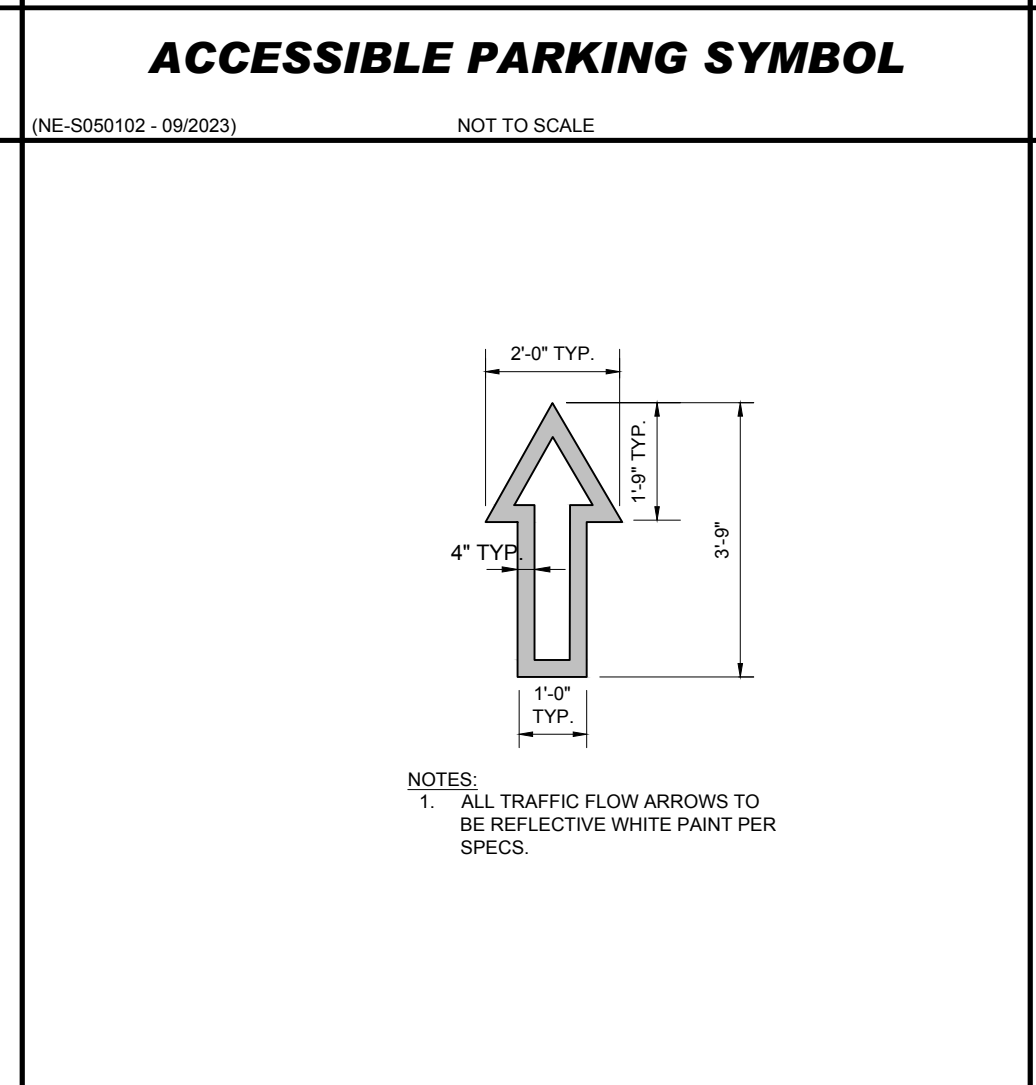 ACCESSIBLE PARKING SYMBOL
(NE-S050102 - 09/2023) NOT TO SCALE
2'-0" TYP.
1'-9" TYP.
3'-9"
4" TYP.
1'-0"
TYP.
NOTES:
1. ALL TRAFFIC FLOW ARROWS TO
BE REFLECTIVE WHITE PAINT PER
SPECS.